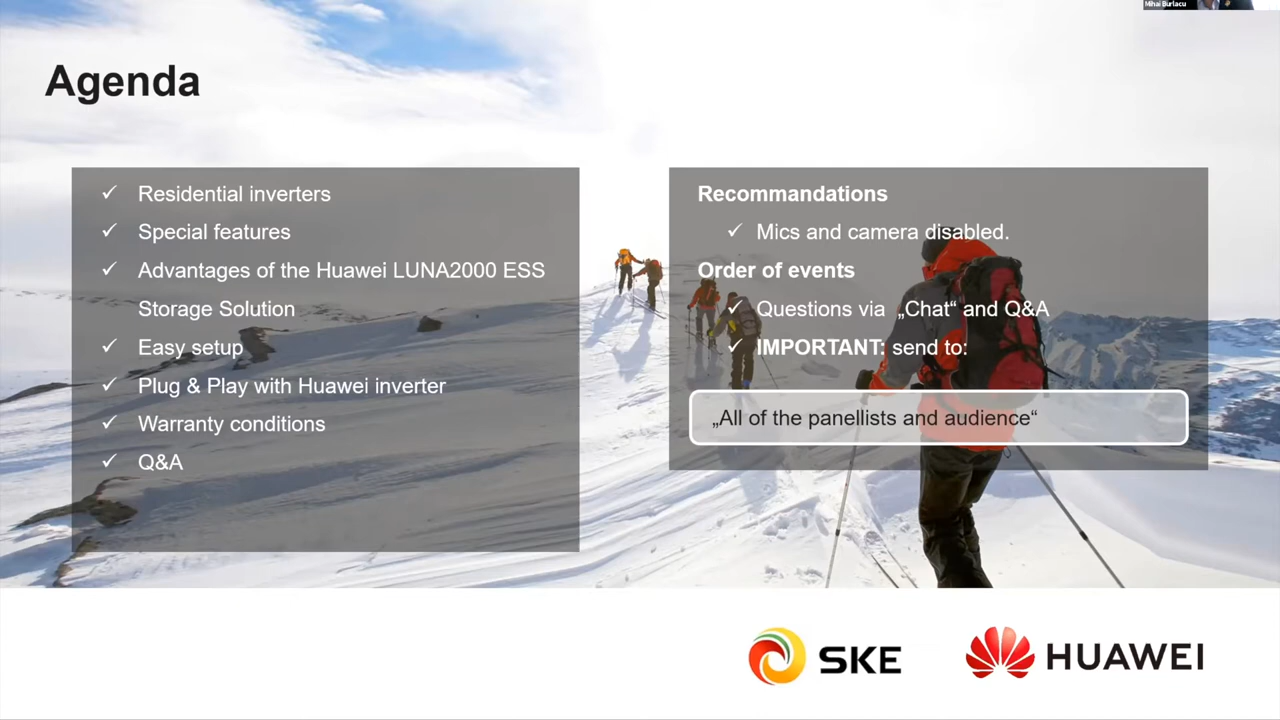 Mihai Burlacu
Agenda
✓ Residential inverters
✓ Special features
✓ Advantages of the Huawei LUNA2000 ESS
Storage Solution
✓ Easy setup
✓ Plug & Play with Huawei inverter
✓ Warranty conditions
✓ Q&A
Recommandations
✓ Mics and camera disabled.
Order of events
✓ Questions via „Chat“ and Q&A
✓ IMPORTANT: send to:
„All of the panellists and audience“
SKE
HUAWEI